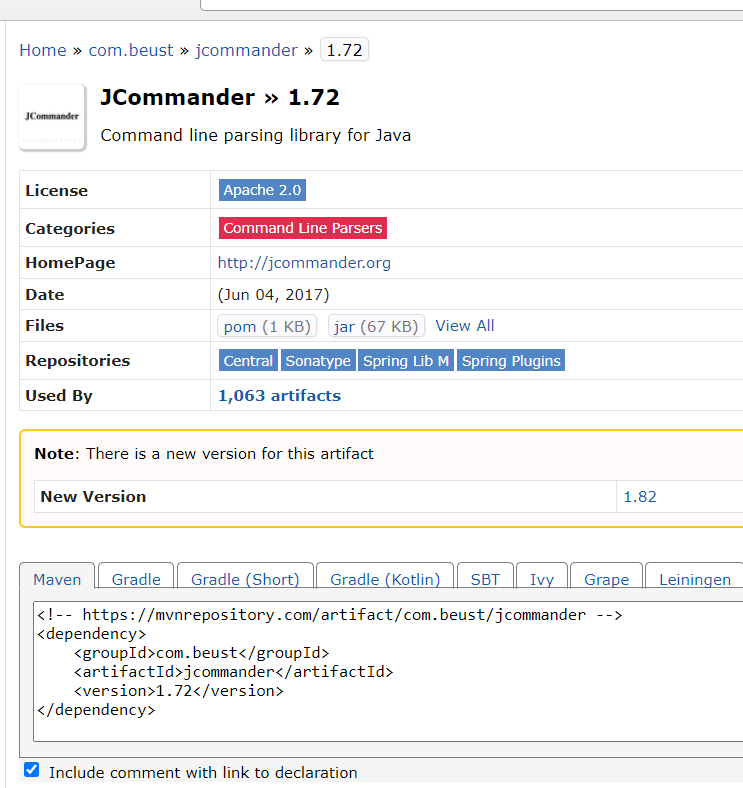 Home » com.beust » jcommander » 1.72
JCommander
JCommander » 1.72
Command line parsing library for Java
License Apache 2.0
Categories Command Line Parsers
HomePage http://jcommander.org
Date (Jun 04, 2017)
Files pom (1 KB) jar (67 KB) View All
Repositories Central Sonatype Spring Lib M Spring Plugins
Used By 1,063 artifacts
Note: There is a new version for this artifact
New Version 1.82
Maven Gradle Gradle (Short) Gradle (Kotlin) SBT Ivy Grape Leiningen
<!-- https://mvnrepository.com/artifact/com.beust/jcommander -->
<dependency>
    <groupId>com.beust</groupId>
    <artifactId>jcommander</artifactId>
    <version>1.72</version>
</dependency>
Include comment with link to declaration